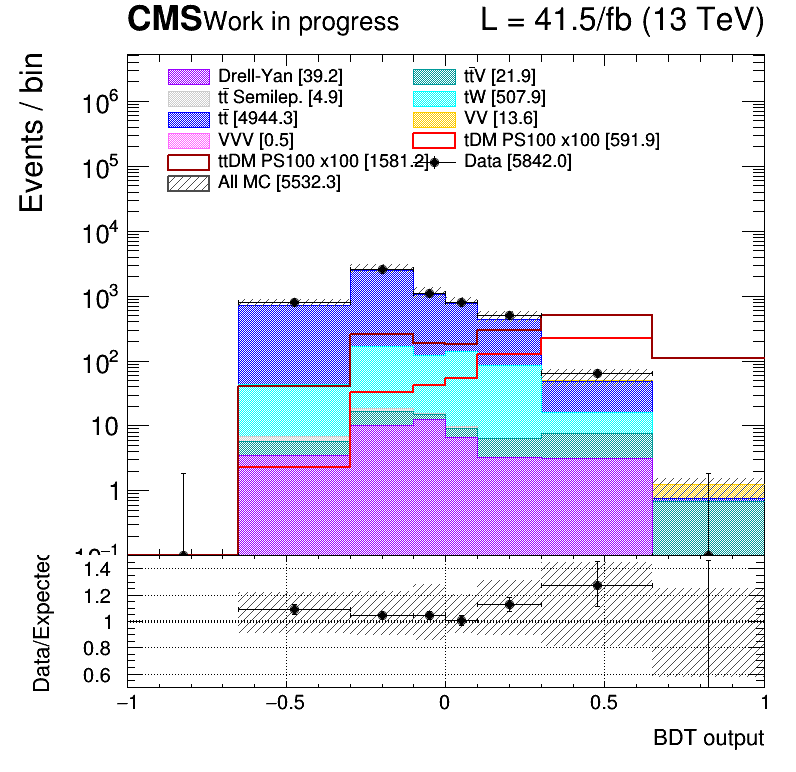 CMS Work in progress L = 41.5/fb (13 TeV)
Events / bin
Drell-Yan [39.2] tt̄V [21.9]
tt̄ Semilep. [4.9] tW [507.9]
tt̄ [4944.3] VV [13.6]
VVV [0.5] tDM PS100 x100 [591.9]
ttDM PS100 x100 [1581.2] Data [5842.0]
All MC [5532.3]
10⁶
10⁵
10⁴
10³
10²
10
1
10⁻¹
Data/Expected
1.4
1.2
1
0.8
0.6
−1 −0.5 0 0.5 1
BDT output